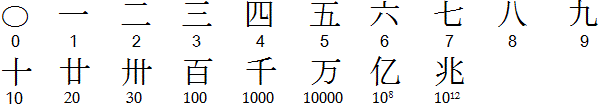 〇 一 二 三 四 五 六 七 八 九
0 1 2 3 4 5 6 7 8 9
十 廿 卅 百 千 万 亿 兆
10 20 30 100 1000 10000 10⁸ 10¹²